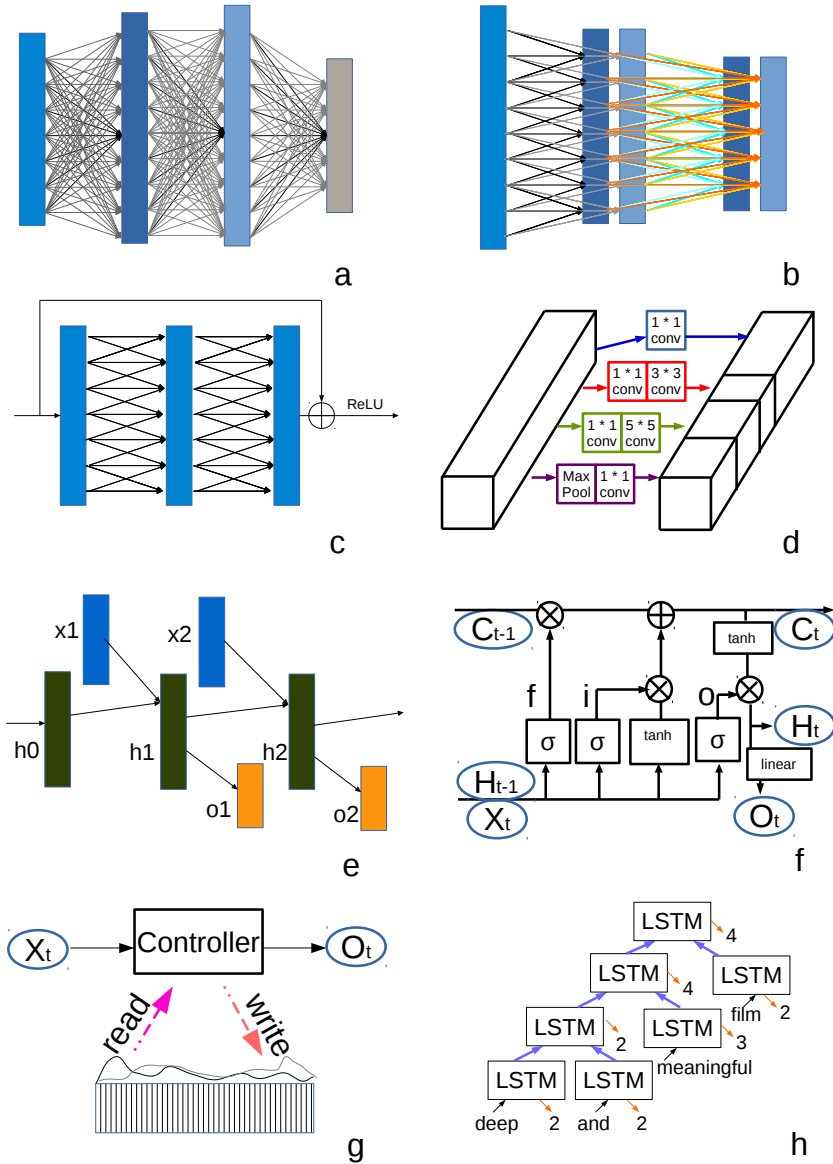 a
b
ReLU
c
1 * 1
conv
1 * 1
conv
3 * 3
conv
1 * 1
conv
5 * 5
conv
Max
Pool
1 * 1
conv
d
x1
x2
h0
h1
h2
o1
o2
e
Ct-1
Ct
tanh
f
i
o
σ
σ
tanh
σ
Ht
linear
Ht-1
Xt
Ot
f
Xt
Controller
Ot
read
write
g
LSTM
4
LSTM
4
LSTM
film
2
LSTM
2
LSTM
3
meaningful
LSTM
LSTM
deep
2
and
2
h